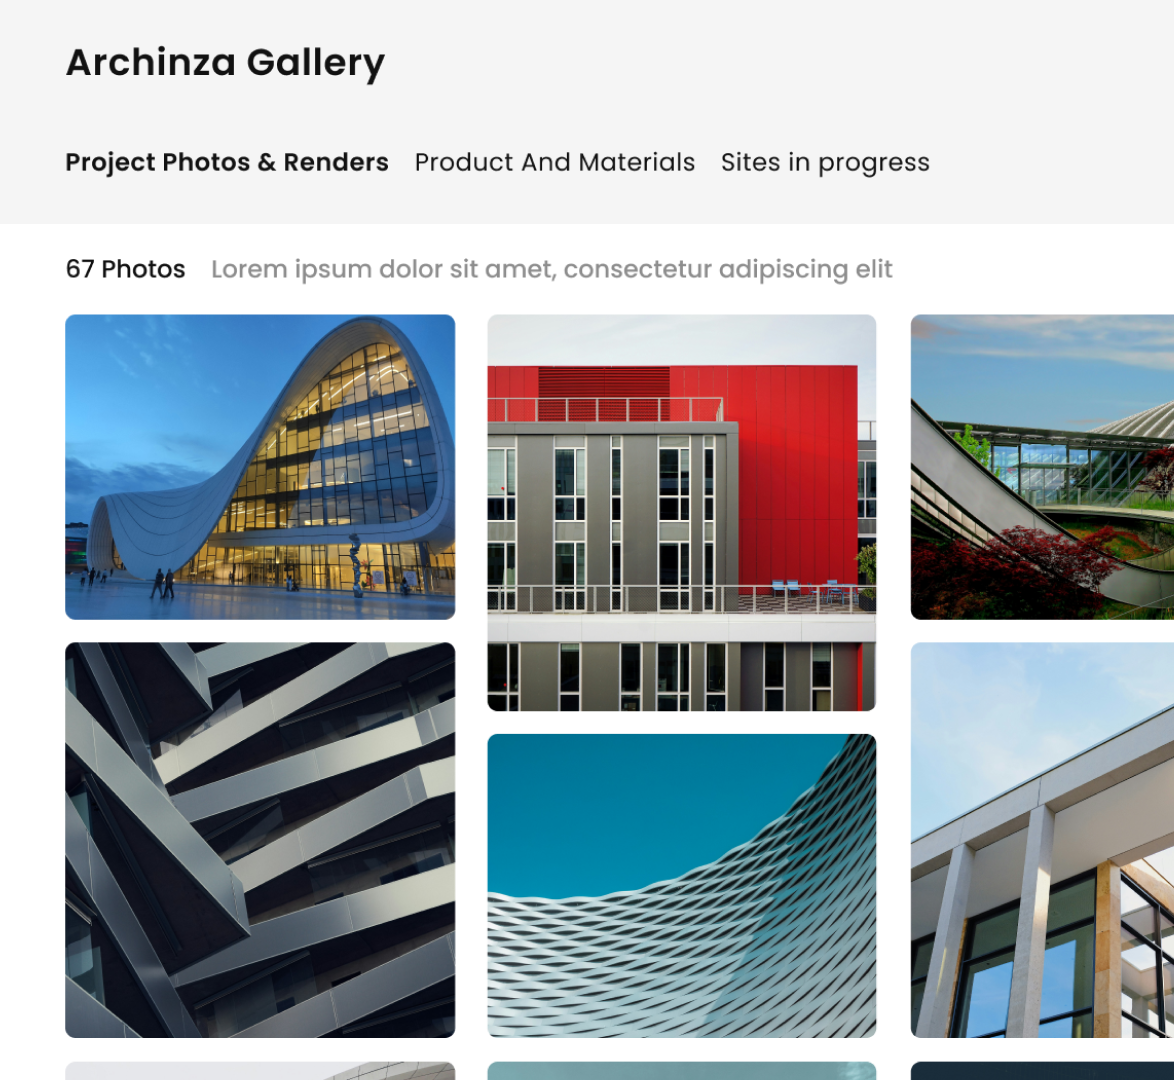 Archinza Gallery
Project Photos & Renders Product And Materials Sites in progress
67 Photos Lorem ipsum dolor sit amet, consectetur adipiscing elit